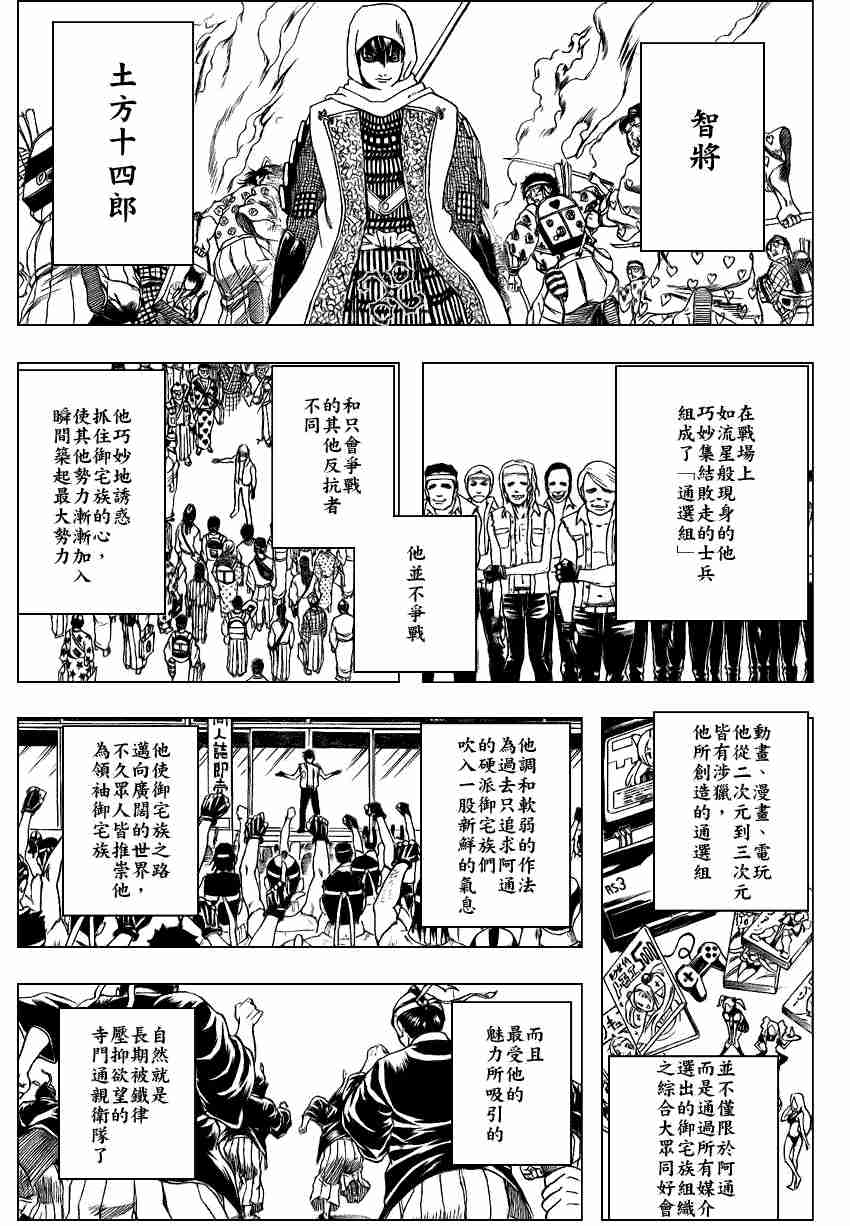 智將
土方十四郎
在戰場上
如流星般現身的他
巧妙集結敗走的士兵
組成了「通選組」
和只會爭戰
的其他反抗者
不同
他並不爭戰
他巧妙地誘惑
抓住御宅族的心，
使其他勢力漸漸加入
瞬間築起最大勢力
動畫、漫畫、電玩
他從二次元到三次元
皆有涉獵，
他所創造的通選組
PS3
5000
並不僅限於阿通
而是通過所有媒介
選出的御宅族組織
之綜合大眾同好會
他調和軟弱的作法
為過去只追求阿通
的硬派御宅族們
吹入一股新鮮的氣息
人誌即
他使御宅族之路
邁向廣闊的世界，
不久眾人皆推崇他
為領袖御宅族
而且
最受他的
魅力所吸引的
自然就是
長期被鐵律
壓抑欲望的
寺門通親衛隊了